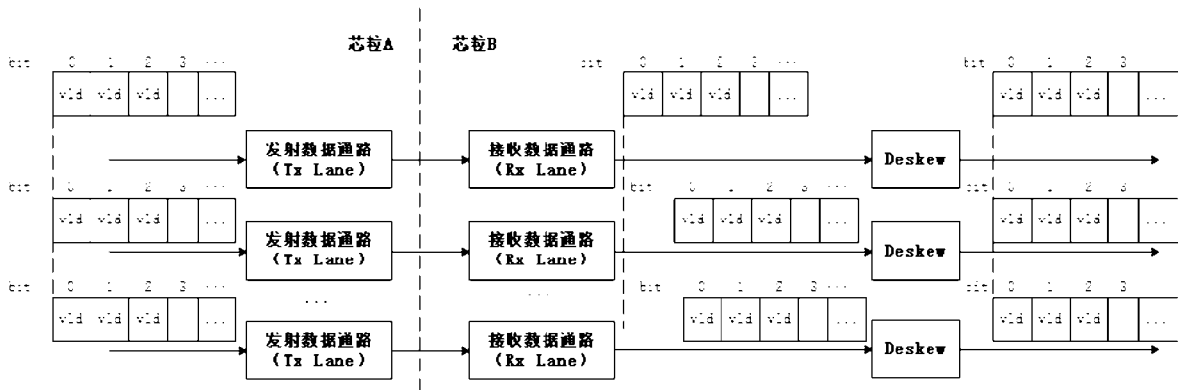 芯粒A 芯粒B
bit 0 1 2 3 ... bit 0 1 2 3 ... bit 0 1 2 3
vld vld vld ... vld vld vld ... vld vld vld ...
发射数据通路 接收数据通路 Deskew
(Tx Lane) (Rx Lane)
bit 0 1 2 3 ... bit 0 1 2 3 ... bit 0 1 2 3
vld vld vld ... vld vld vld ... vld vld vld ...
发射数据通路 接收数据通路 Deskew
(Tx Lane) (Rx Lane)
... ...
bit 0 1 2 3 ... bit 0 1 2 3 ... bit 0 1 2 3
vld vld vld ... vld vld vld ... vld vld vld ...
发射数据通路 接收数据通路 Deskew
(Tx Lane) (Rx Lane)